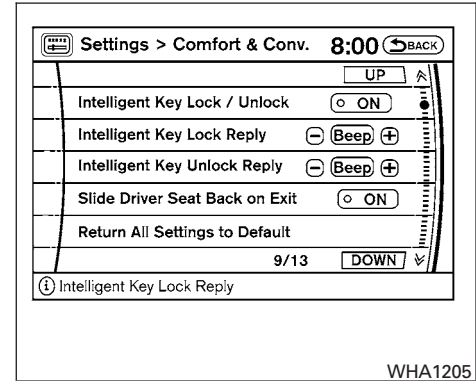 Settings > Comfort & Conv. 8:00 BACK
UP
Intelligent Key Lock / Unlock ON
Intelligent Key Lock Reply − Beep +
Intelligent Key Unlock Reply − Beep +
Slide Driver Seat Back on Exit ON
Return All Settings to Default
9/13 DOWN
i Intelligent Key Lock Reply
WHA1205